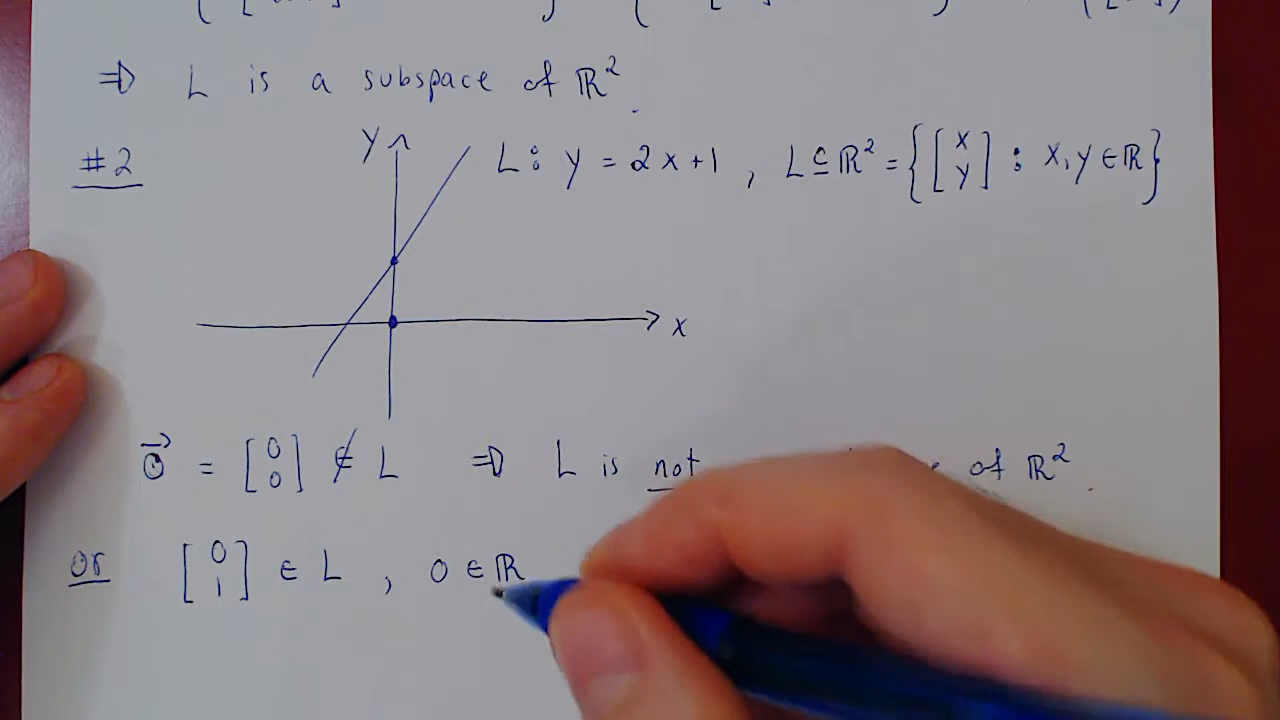 ⇒ L is a subspace of ℝ².
#2 y L: y = 2x+1 , L ⊆ ℝ² = { [x y] : x, y ∈ ℝ }
x
0⃗ = [0 0] ∉ L ⇒ L is not of ℝ².
or [0 1] ∈ L , 0 ∈ ℝ